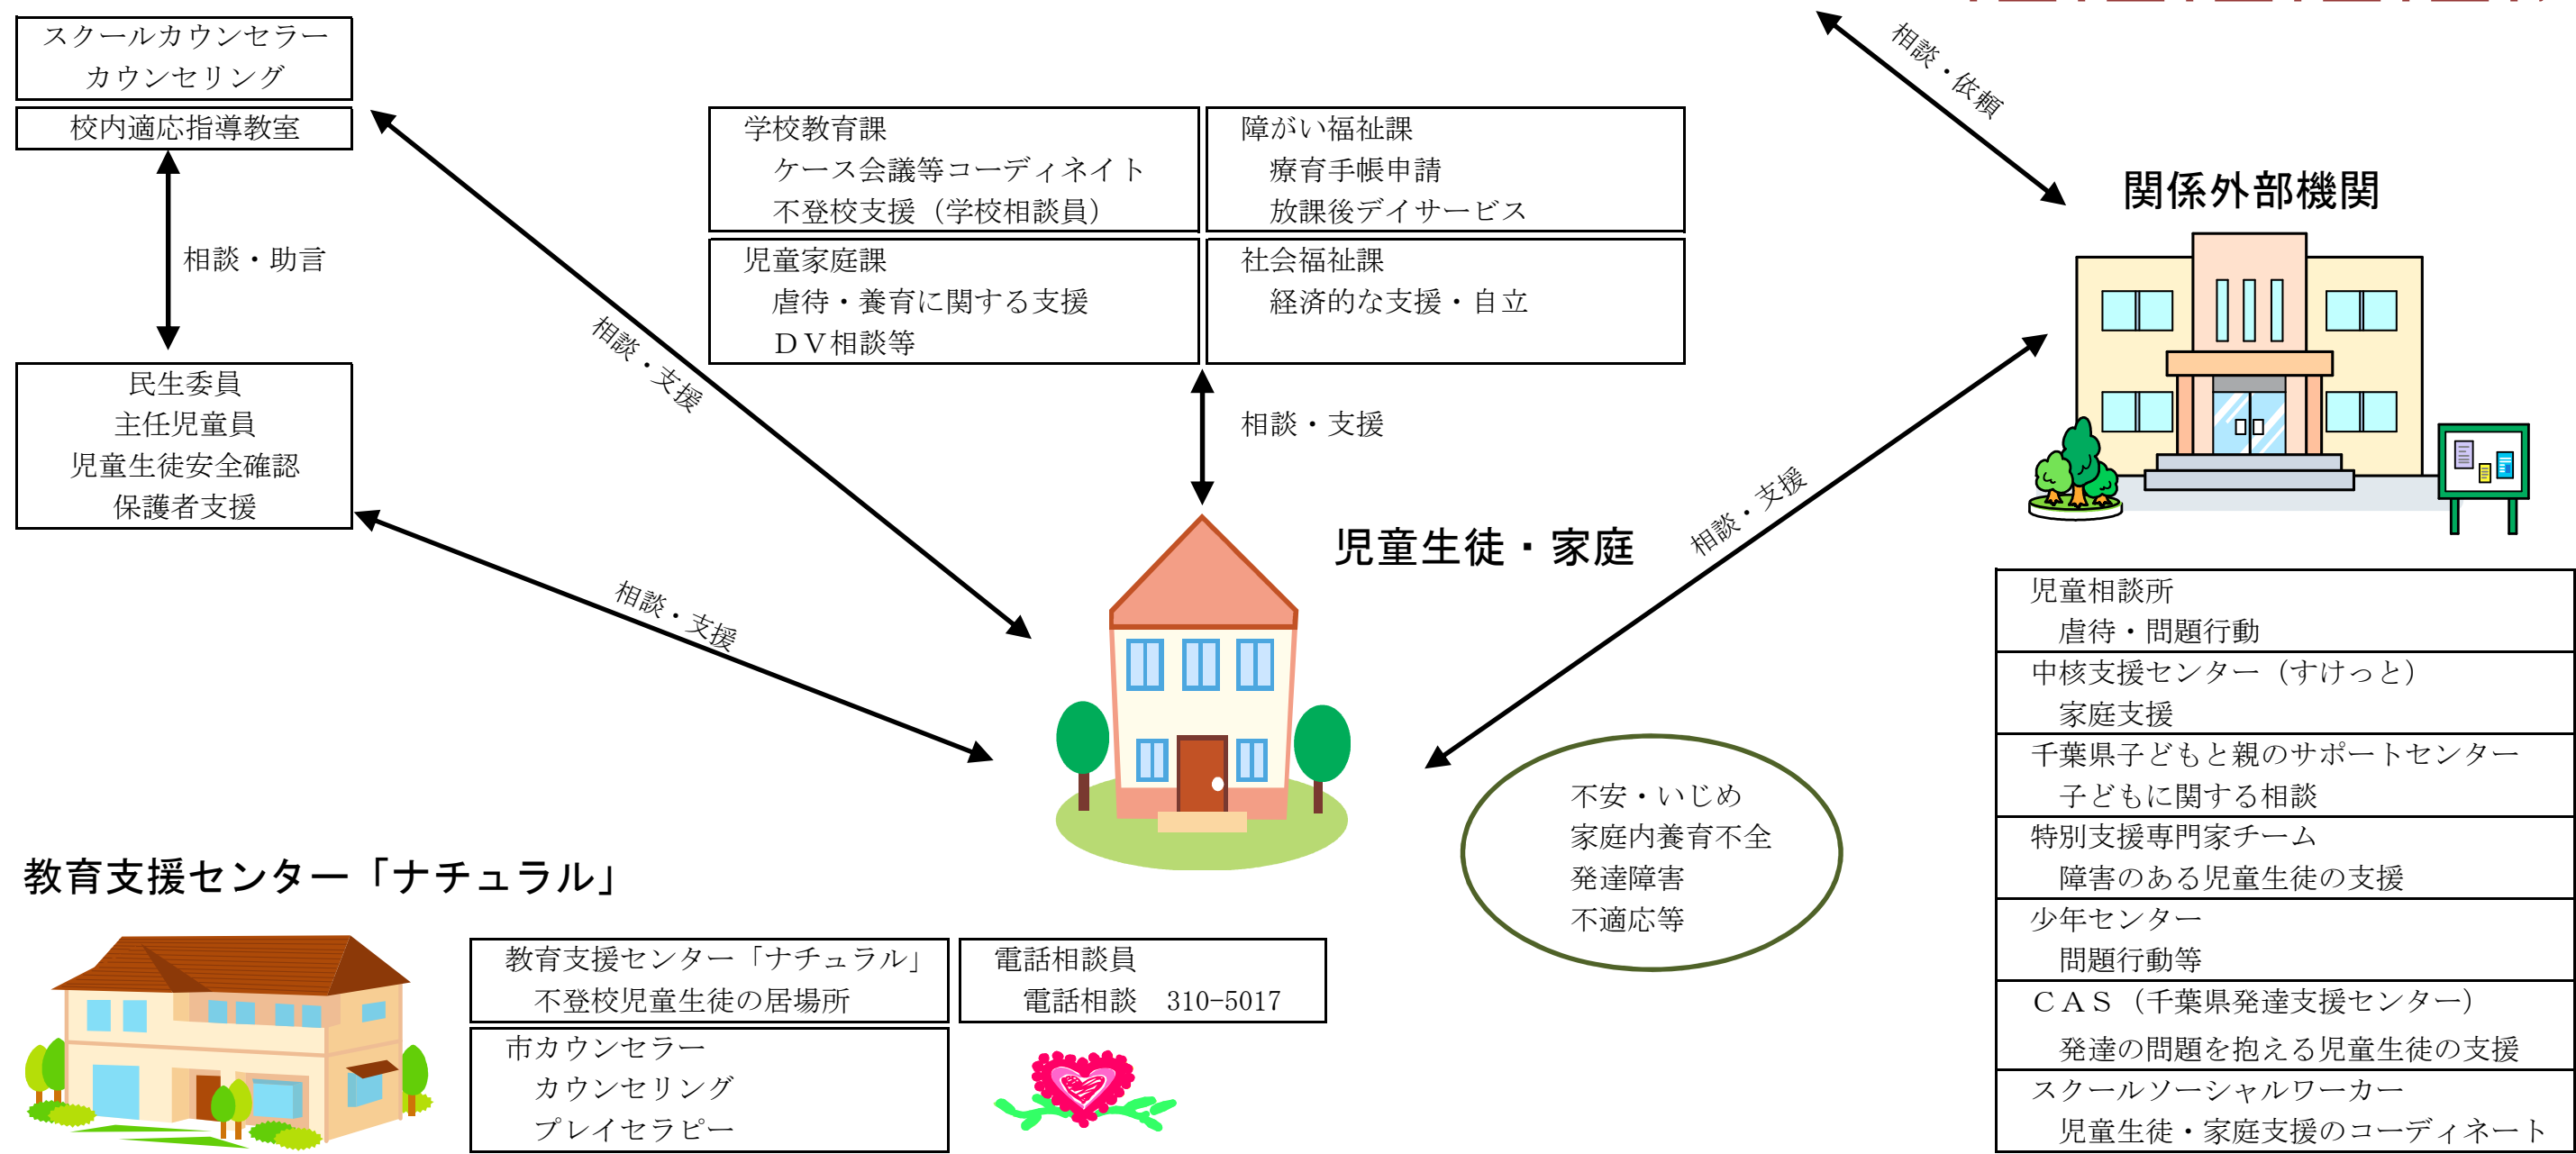 スクールカウンセラー
カウンセリング
校内適応指導教室
相談・助言
民生委員
主任児童員
児童生徒安全確認
保護者支援
相談・支援
相談・支援
学校教育課
ケース会議等コーディネイト
不登校支援（学校相談員）
障がい福祉課
療育手帳申請
放課後デイサービス
児童家庭課
虐待・養育に関する支援
ＤＶ相談等
社会福祉課
経済的な支援・自立
相談・支援
児童生徒・家庭
相談・支援
相談・依頼
関係外部機関
児童相談所
虐待・問題行動
中核支援センター（すけっと）
家庭支援
千葉県子どもと親のサポートセンター
子どもに関する相談
特別支援専門家チーム
障害のある児童生徒の支援
少年センター
問題行動等
ＣＡＳ（千葉県発達支援センター）
発達の問題を抱える児童生徒の支援
スクールソーシャルワーカー
児童生徒・家庭支援のコーディネート
不安・いじめ
家庭内養育不全
発達障害
不適応等
教育支援センター「ナチュラル」
教育支援センター「ナチュラル」
不登校児童生徒の居場所
市カウンセラー
カウンセリング
プレイセラピー
電話相談員
電話相談　310-5017